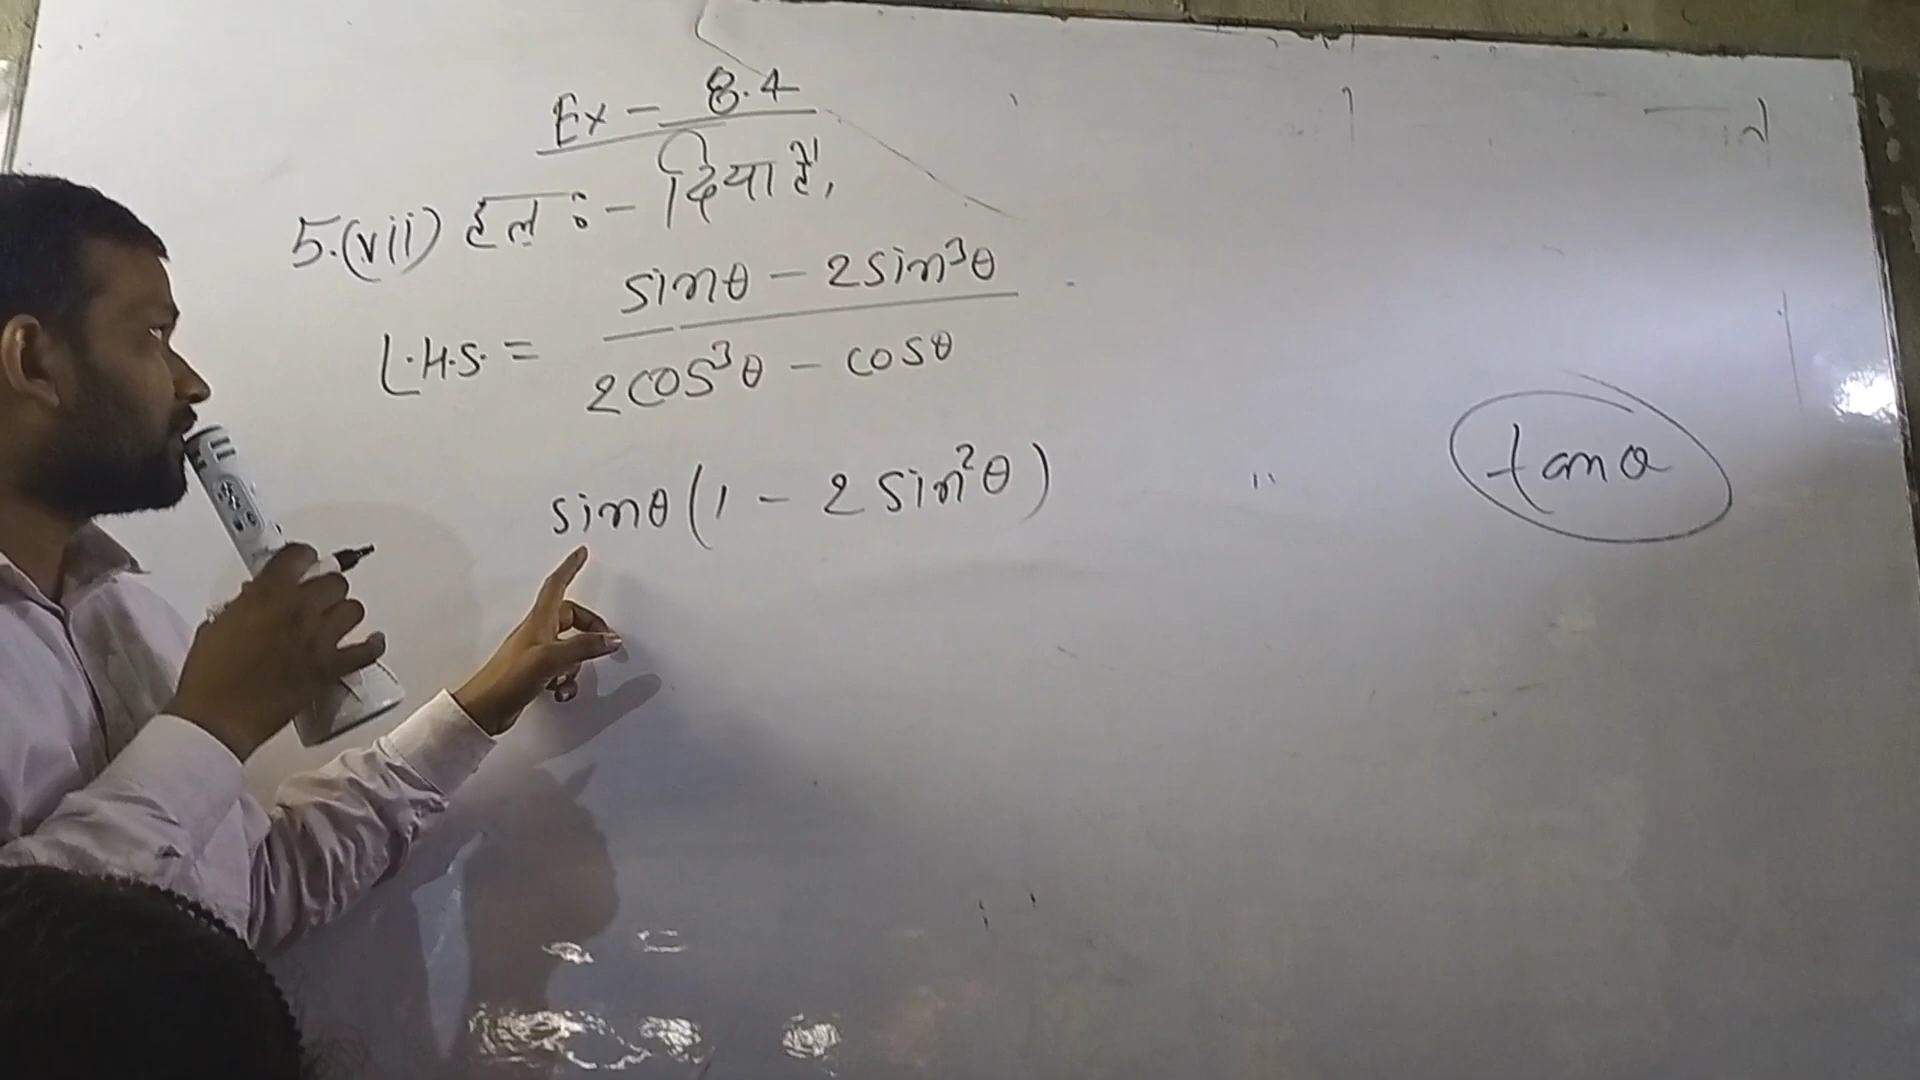 Ex - 8.4
5.(vii) हल :- दिया है,
L.H.S. = sinθ - 2sin³θ
2cos³θ - cosθ
sinθ(1 - 2sin²θ)
tanθ